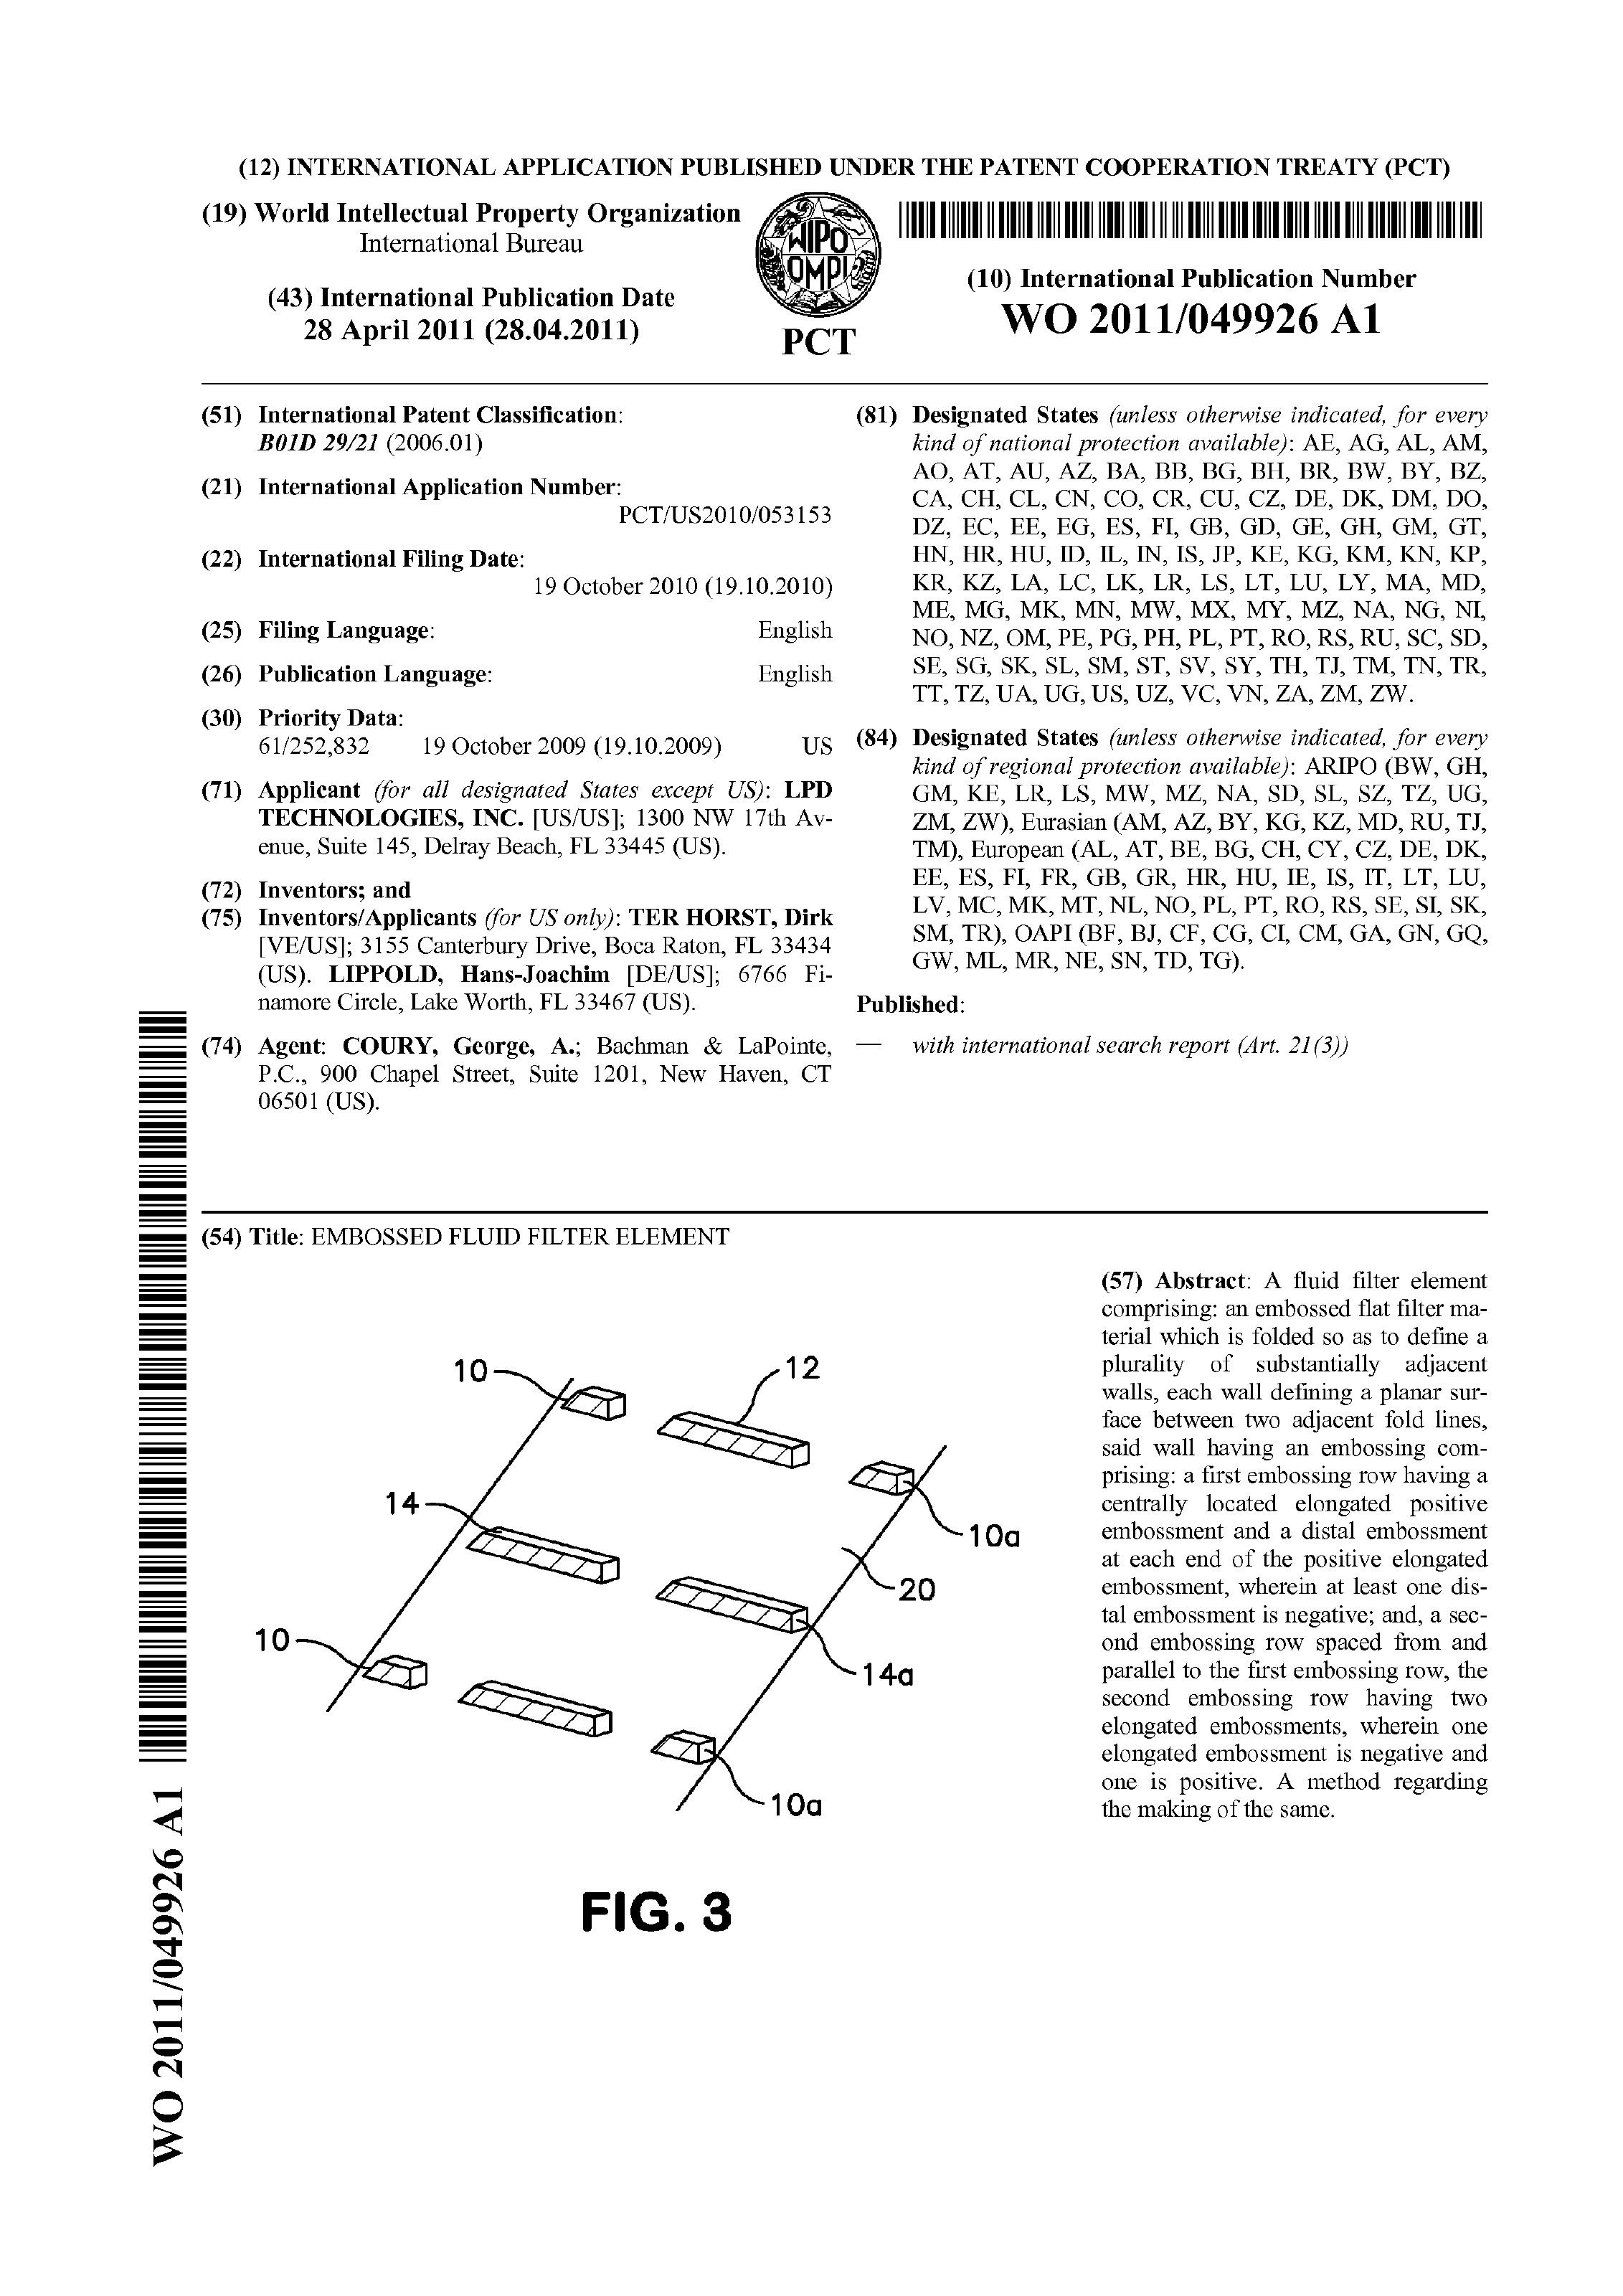 (12) INTERNATIONAL APPLICATION PUBLISHED UNDER THE PATENT COOPERATION TREATY (PCT)
(19) World Intellectual Property Organization
International Bureau
(43) International Publication Date
28 April 2011 (28.04.2011)
WIPO
OMPI
PCT
(10) International Publication Number
WO 2011/049926 A1
(51) International Patent Classification:
B01D 29/21 (2006.01)
(21) International Application Number:
PCT/US2010/053153
(22) International Filing Date:
19 October 2010 (19.10.2010)
(25) Filing Language: English
(26) Publication Language: English
(30) Priority Data:
61/252,832 19 October 2009 (19.10.2009) US
(71) Applicant (for all designated States except US): LPD
TECHNOLOGIES, INC. [US/US]; 1300 NW 17th Av-
enue, Suite 145, Delray Beach, FL 33445 (US).
(72) Inventors; and
(75) Inventors/Applicants (for US only): TER HORST, Dirk
[VE/US]; 3155 Canterbury Drive, Boca Raton, FL 33434
(US). LIPPOLD, Hans-Joachim [DE/US]; 6766 Fi-
namore Circle, Lake Worth, FL 33467 (US).
(74) Agent: COURY, George, A.; Bachman & LaPointe,
P.C., 900 Chapel Street, Suite 1201, New Haven, CT
06501 (US).
(81) Designated States (unless otherwise indicated, for every
kind of national protection available): AE, AG, AL, AM,
AO, AT, AU, AZ, BA, BB, BG, BH, BR, BW, BY, BZ,
CA, CH, CL, CN, CO, CR, CU, CZ, DE, DK, DM, DO,
DZ, EC, EE, EG, ES, FI, GB, GD, GE, GH, GM, GT,
HN, HR, HU, ID, IL, IN, IS, JP, KE, KG, KM, KN, KP,
KR, KZ, LA, LC, LK, LR, LS, LT, LU, LY, MA, MD,
ME, MG, MK, MN, MW, MX, MY, MZ, NA, NG, NI,
NO, NZ, OM, PE, PG, PH, PL, PT, RO, RS, RU, SC, SD,
SE, SG, SK, SL, SM, ST, SV, SY, TH, TJ, TM, TN, TR,
TT, TZ, UA, UG, US, UZ, VC, VN, ZA, ZM, ZW.
(84) Designated States (unless otherwise indicated, for every
kind of regional protection available): ARIPO (BW, GH,
GM, KE, LR, LS, MW, MZ, NA, SD, SL, SZ, TZ, UG,
ZM, ZW), Eurasian (AM, AZ, BY, KG, KZ, MD, RU, TJ,
TM), European (AL, AT, BE, BG, CH, CY, CZ, DE, DK,
EE, ES, FI, FR, GB, GR, HR, HU, IE, IS, IT, LT, LU,
LV, MC, MK, MT, NL, NO, PL, PT, RO, RS, SE, SI, SK,
SM, TR), OAPI (BF, BJ, CF, CG, CI, CM, GA, GN, GQ,
GW, ML, MR, NE, SN, TD, TG).
Published:
— with international search report (Art. 21(3))
(54) Title: EMBOSSED FLUID FILTER ELEMENT
10
12
14
10a
20
10
14a
10a
FIG. 3
(57) Abstract: A fluid filter element
comprising: an embossed flat filter ma-
terial which is folded so as to define a
plurality of substantially adjacent
walls, each wall defining a planar sur-
face between two adjacent fold lines,
said wall having an embossing com-
prising: a first embossing row having a
centrally located elongated positive
embossment and a distal embossment
at each end of the positive elongated
embossment, wherein at least one dis-
tal embossment is negative; and, a sec-
ond embossing row spaced from and
parallel to the first embossing row, the
second embossing row having two
elongated embossments, wherein one
elongated embossment is negative and
one is positive. A method regarding
the making of the same.
WO 2011/049926 A1